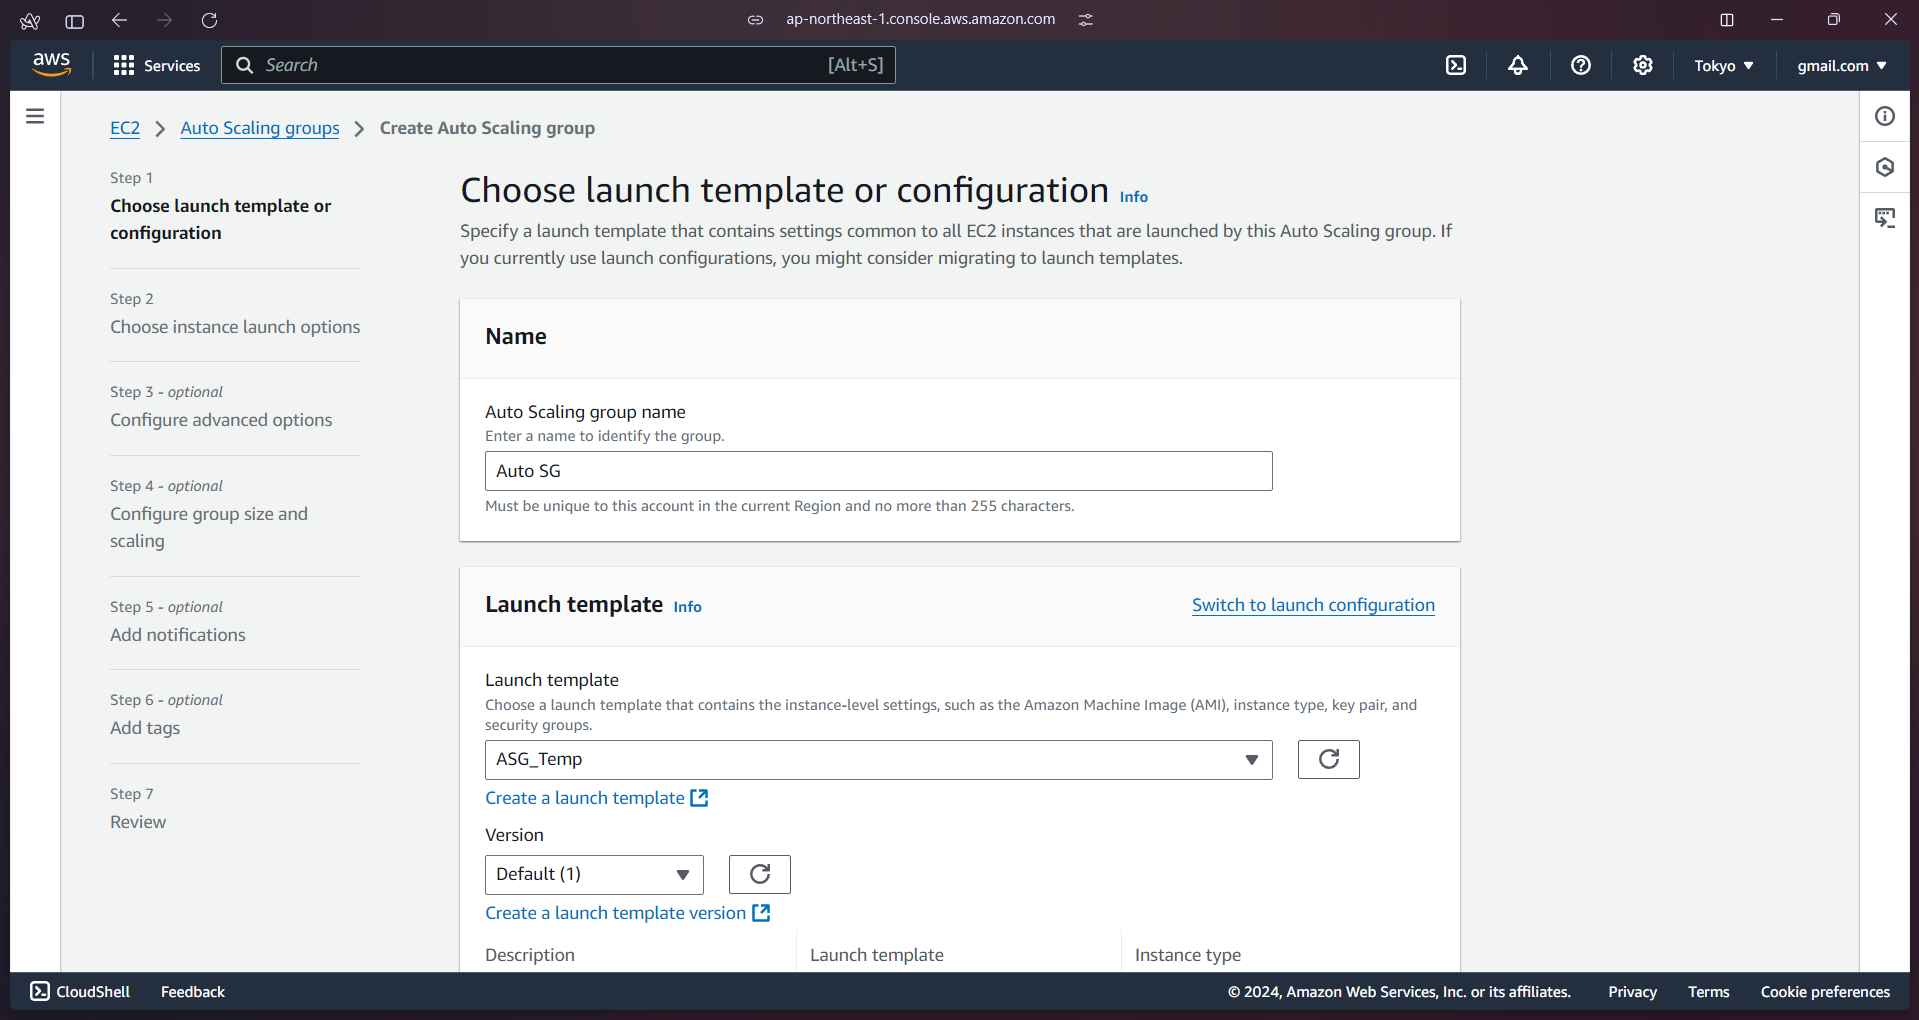 ap-northeast-1.console.aws.amazon.com
aws
Services
Search
[Alt+S]
Tokyo
gmail.com
EC2
Auto Scaling groups
Create Auto Scaling group
Step 1
Choose launch template or
configuration
Step 2
Choose instance launch options
Step 3 - optional
Configure advanced options
Step 4 - optional
Configure group size and
scaling
Step 5 - optional
Add notifications
Step 6 - optional
Add tags
Step 7
Review
Choose launch template or configuration Info
Specify a launch template that contains settings common to all EC2 instances that are launched by this Auto Scaling group. If
you currently use launch configurations, you might consider migrating to launch templates.
Name
Auto Scaling group name
Enter a name to identify the group.
Auto SG
Must be unique to this account in the current Region and no more than 255 characters.
Launch template Info
Switch to launch configuration
Launch template
Choose a launch template that contains the instance-level settings, such as the Amazon Machine Image (AMI), instance type, key pair, and
security groups.
ASG_Temp
Create a launch template
Version
Default (1)
Create a launch template version
Description
Launch template
Instance type
CloudShell
Feedback
© 2024, Amazon Web Services, Inc. or its affiliates.
Privacy
Terms
Cookie preferences